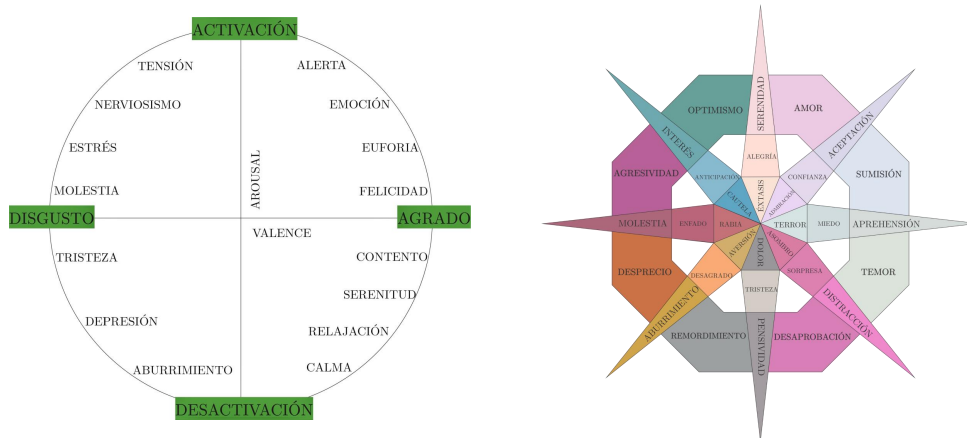 ACTIVACIÓN
TENSIÓN
ALERTA
NERVIOSISMO
EMOCIÓN
ESTRÉS
EUFORIA
AROUSAL
MOLESTIA
FELICIDAD
DISGUSTO
AGRADO
VALENCE
TRISTEZA
CONTENTO
DEPRESIÓN
SERENITUD
RELAJACIÓN
ABURRIMIENTO
CALMA
DESACTIVACIÓN
SERENIDAD
OPTIMISMO
AMOR
INTERÉS
ACEPTACIÓN
ALEGRÍA
AGRESIVIDAD
ANTICIPACIÓN
CONFIANZA
SUMISIÓN
CAUTELA
ÉXTASIS
ADMIRACIÓN
MOLESTIA
ENFADO
RABIA
TERROR
MIEDO
APREHENSIÓN
AVERSIÓN
DOLOR
ASOMBRO
DESPRECIO
DESAGRADO
SORPRESA
TEMOR
TRISTEZA
ABURRIMIENTO
DISTRACCIÓN
REMORDIMIENTO
PENSIVIDAD
DESAPROBACIÓN